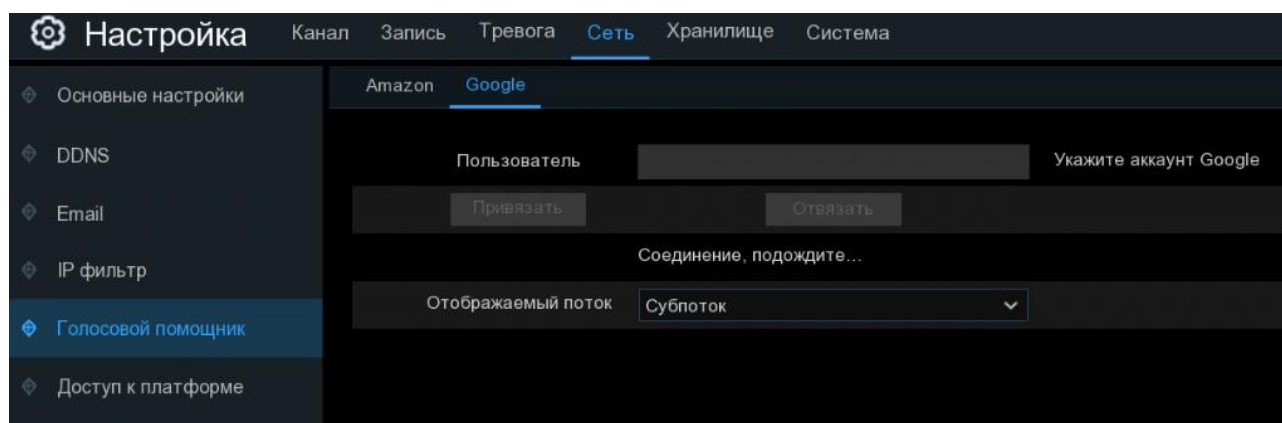 Настройка Канал Запись Тревога Сеть Хранилище Система
Amazon Google
Основные настройки
DDNS
Email
IP фильтр
Голосовой помощник
Доступ к платформе
Пользователь Укажите аккаунт Google
Привязать Отвязать
Соединение, подождите...
Отображаемый поток Субпоток